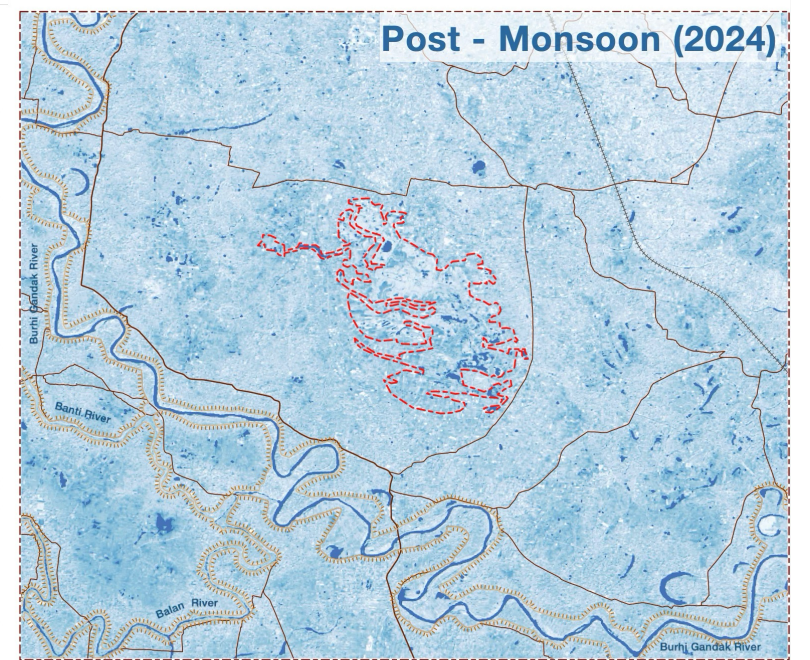 Post - Monsoon (2024)
Burhi Gandak River
Banti River
Balan River
Burhi Gandak River